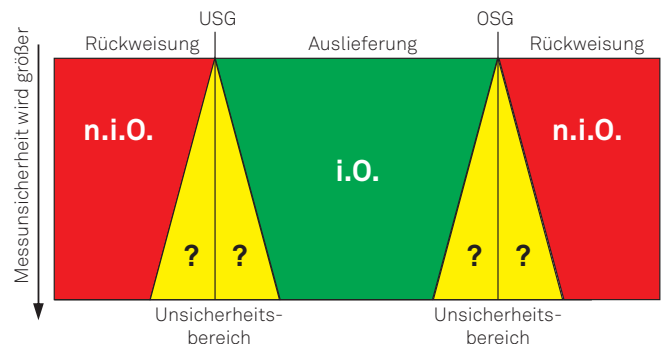 USG
OSG
Rückweisung
Auslieferung
Rückweisung
Messunsicherheit wird größer
n.i.O.
i.O.
n.i.O.
?
?
?
?
Unsicherheits-
bereich
Unsicherheits-
bereich